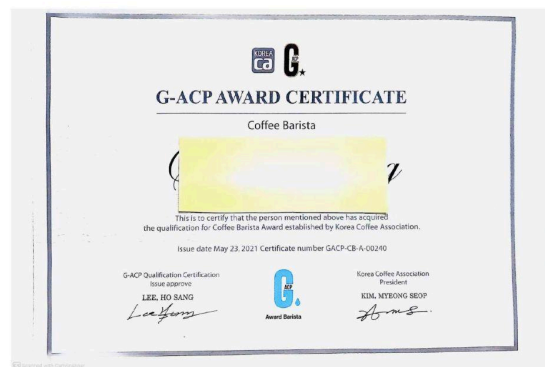 KOREA
ca
G
ACP
G-ACP AWARD CERTIFICATE
Coffee Barista
This is to certify that the person mentioned above has acquired
the qualification for Coffee Barista Award established by Korea Coffee Association.
Issue date May 23, 2021 Certificate number GACP-CB-A-00240
G-ACP Qualification Certification
Issue approve
LEE, HO SANG
G
ACP
Award Barista
Korea Coffee Association
President
KIM, MYEONG SEOP